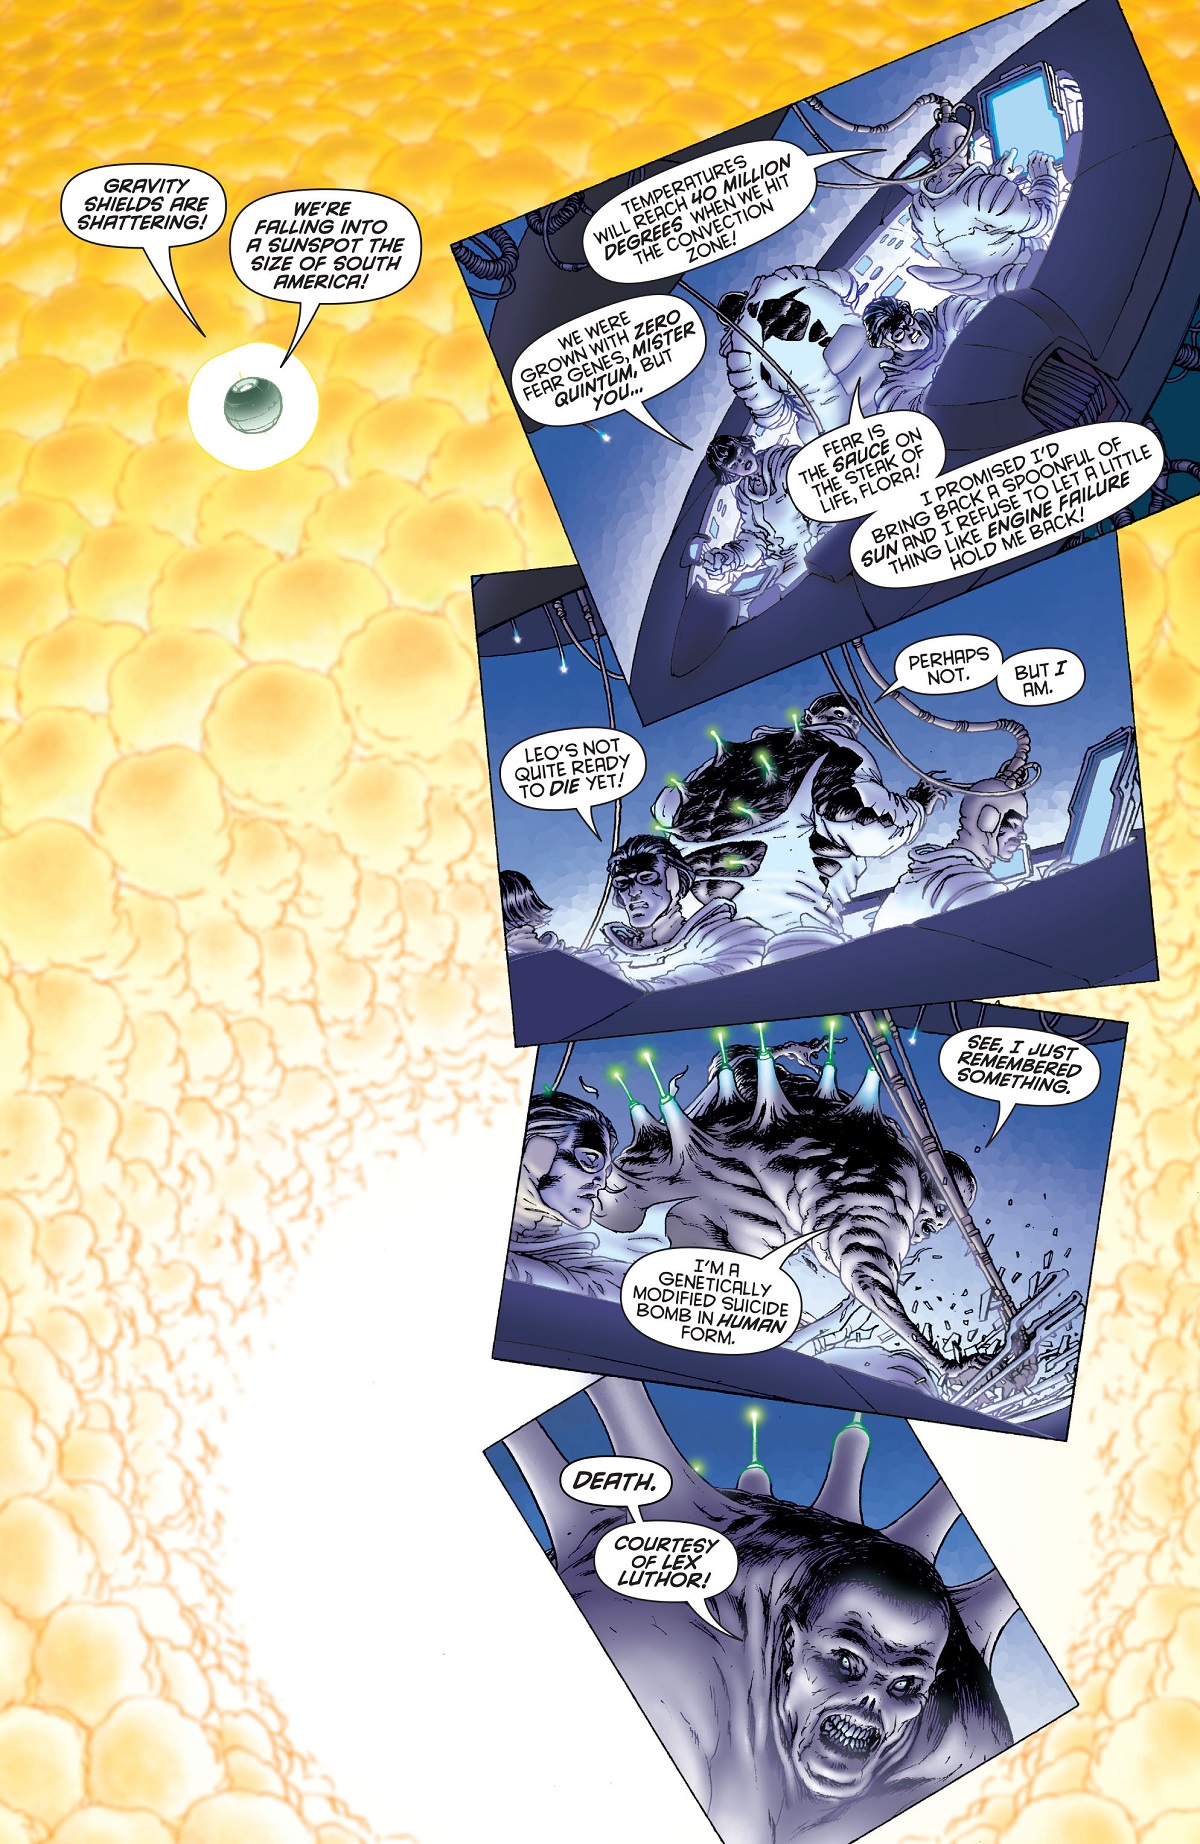 GRAVITY
SHIELDS ARE
SHATTERING!
WE'RE
FALLING INTO
A SUNSPOT THE
SIZE OF SOUTH
AMERICA!
TEMPERATURES
WILL REACH 40 MILLION
DEGREES WHEN WE HIT
THE CONVECTION
ZONE!
WE WERE
GROWN WITH ZERO
FEAR GENES, MISTER
QUINTUM, BUT
YOU...
FEAR IS
THE SAUCE ON
THE STEAK OF
LIFE, FLORA!
I PROMISED I'D
BRING BACK A SPOONFUL OF
SUN AND I REFUSE TO LET A LITTLE
THING LIKE ENGINE FAILURE
HOLD ME BACK!
LEO'S NOT
QUITE READY
TO DIE YET!
PERHAPS
NOT.
BUT I
AM.
SEE, I JUST
REMEMBERED
SOMETHING.
I'M A
GENETICALLY
MODIFIED SUICIDE
BOMB IN HUMAN
FORM.
DEATH.
COURTESY
OF LEX
LUTHOR!